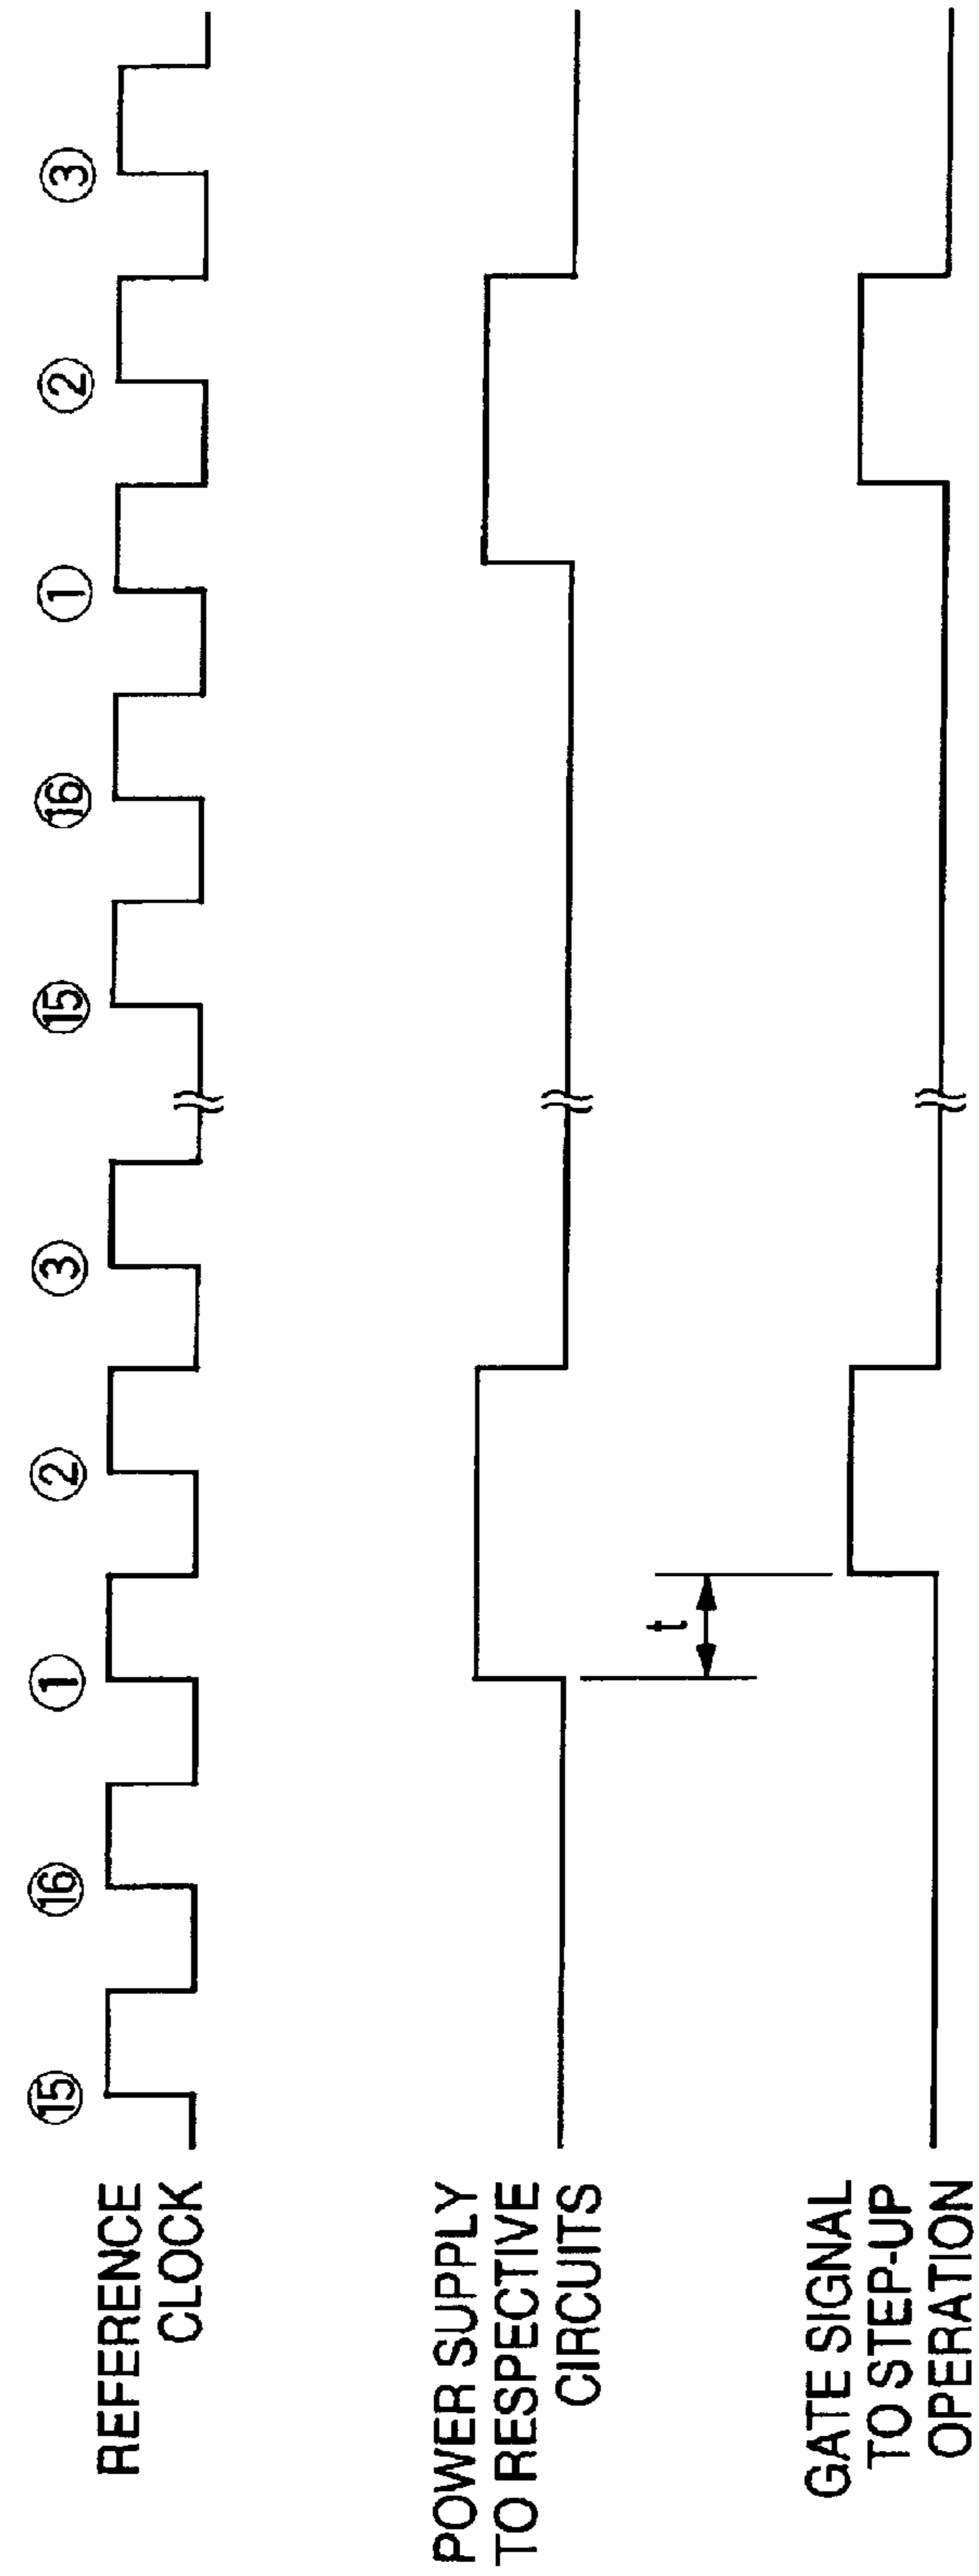 REFERENCE
CLOCK
⑮ ⑯ ① ② ③ ⑮ ⑯ ① ② ③
POWER SUPPLY
TO RESPECTIVE
CIRCUITS
t
GATE SIGNAL
TO STEP-UP
OPERATION